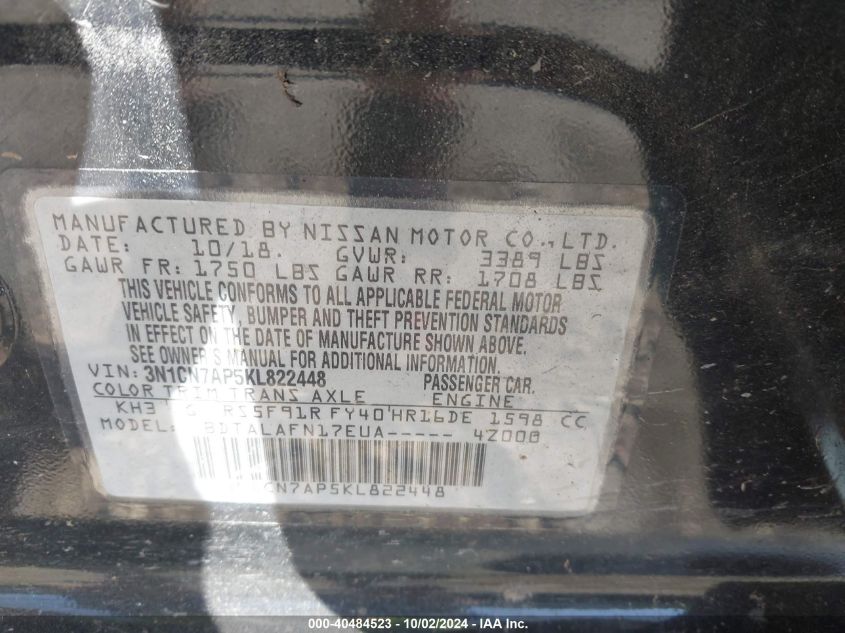 MANUFACTURED BY NISSAN MOTOR CO.,LTD.
DATE: 10/18. GVWR: 3389 LBS
GAWR FR: 1750 LBS GAWR RR: 1708 LBS
THIS VEHICLE CONFORMS TO ALL APPLICABLE FEDERAL MOTOR
VEHICLE SAFETY, BUMPER AND THEFT PREVENTION STANDARDS
IN EFFECT ON THE DATE OF MANUFACTURE SHOWN ABOVE.
SEE OWNER'S MANUAL FOR ADDITIONAL INFORMATION.
VIN: 3N1CN7AP5KL822448 PASSENGER CAR.
COLOR TRIM TRANS AXLE ENGINE
KH3 G RS5F91R FY40 HR16DE 1598 CC
MODEL: BDTALAFN17EUA-----
CN7AP5KL822448
000-40484523 - 10/02/2024 - IAA Inc.